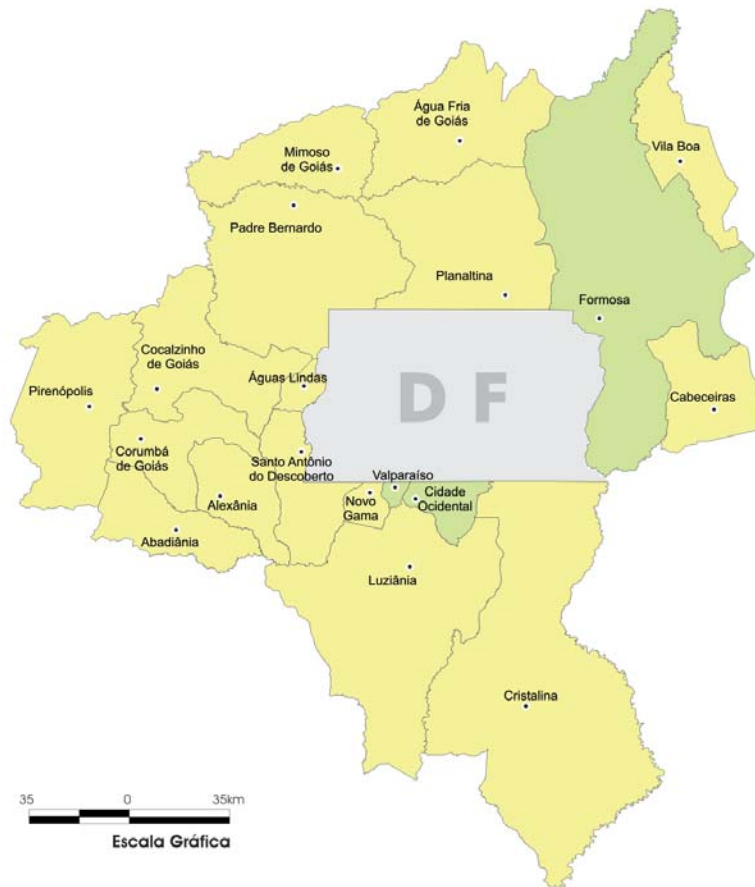 Água Fria
de Goiás
Mimoso
de Goiás
Vila Boa
Padre Bernardo
Planaltina
Formosa
Cocalzinho
de Goiás
Águas Lindas
D F
Pirenópolis
Cabeceiras
Corumbá
de Goiás
Santo Antônio
do Descoberto
Valparaíso
Alexânia
Novo
Gama
Cidade
Ocidental
Abadiânia
Luziânia
Cristalina
35 0 35km
Escala Gráfica